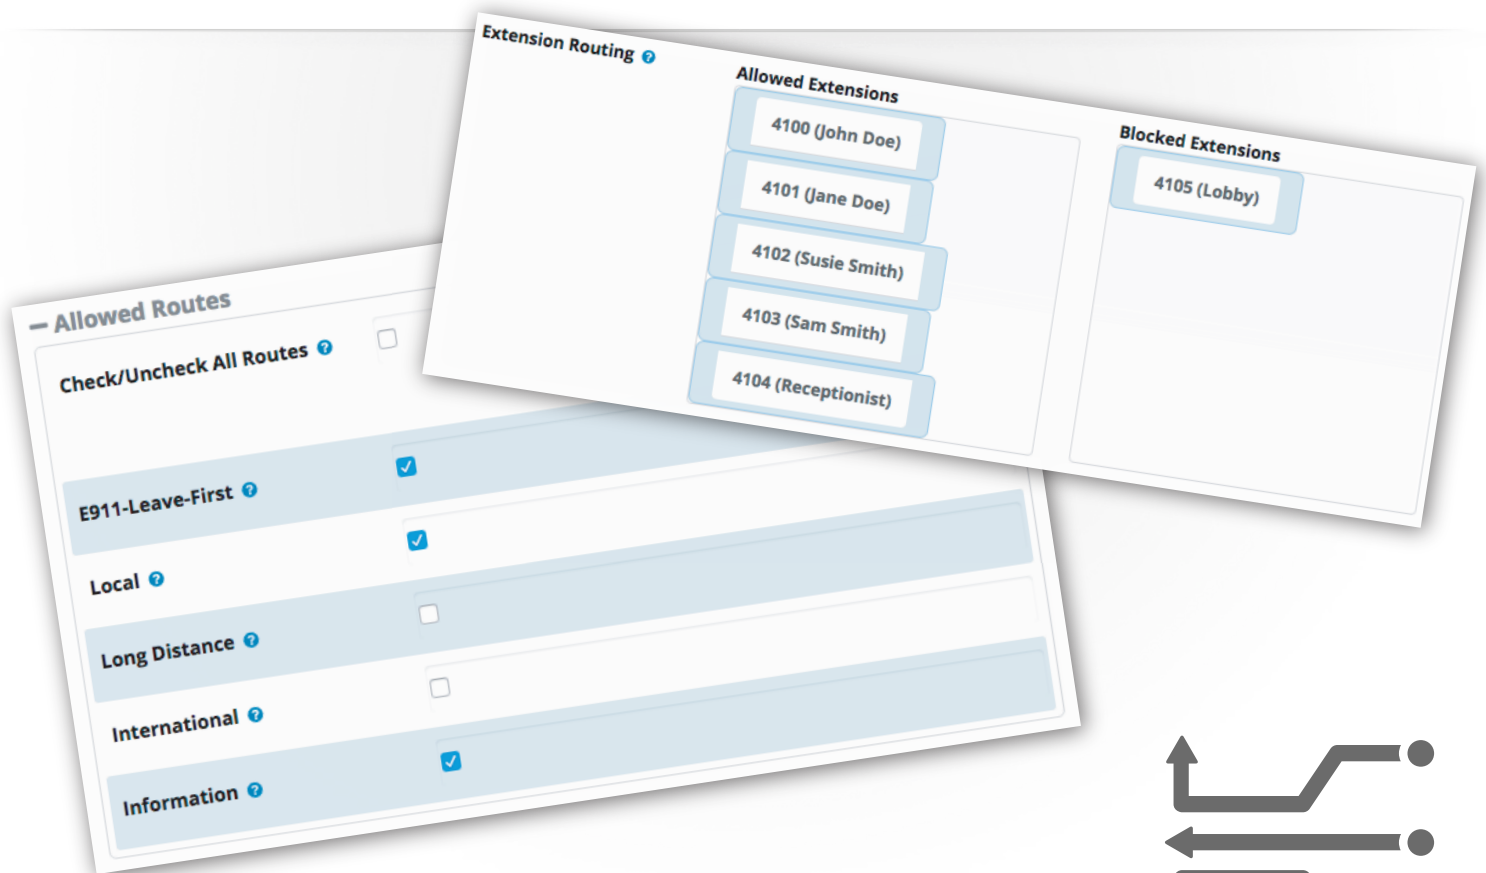 Extension Routing
Allowed Extensions
4100 (John Doe)
4101 (Jane Doe)
4102 (Susie Smith)
4103 (Sam Smith)
4104 (Receptionist)
Blocked Extensions
4105 (Lobby)
Allowed Routes
Check/Uncheck All Routes
E911-Leave-First
Local
Long Distance
International
Information